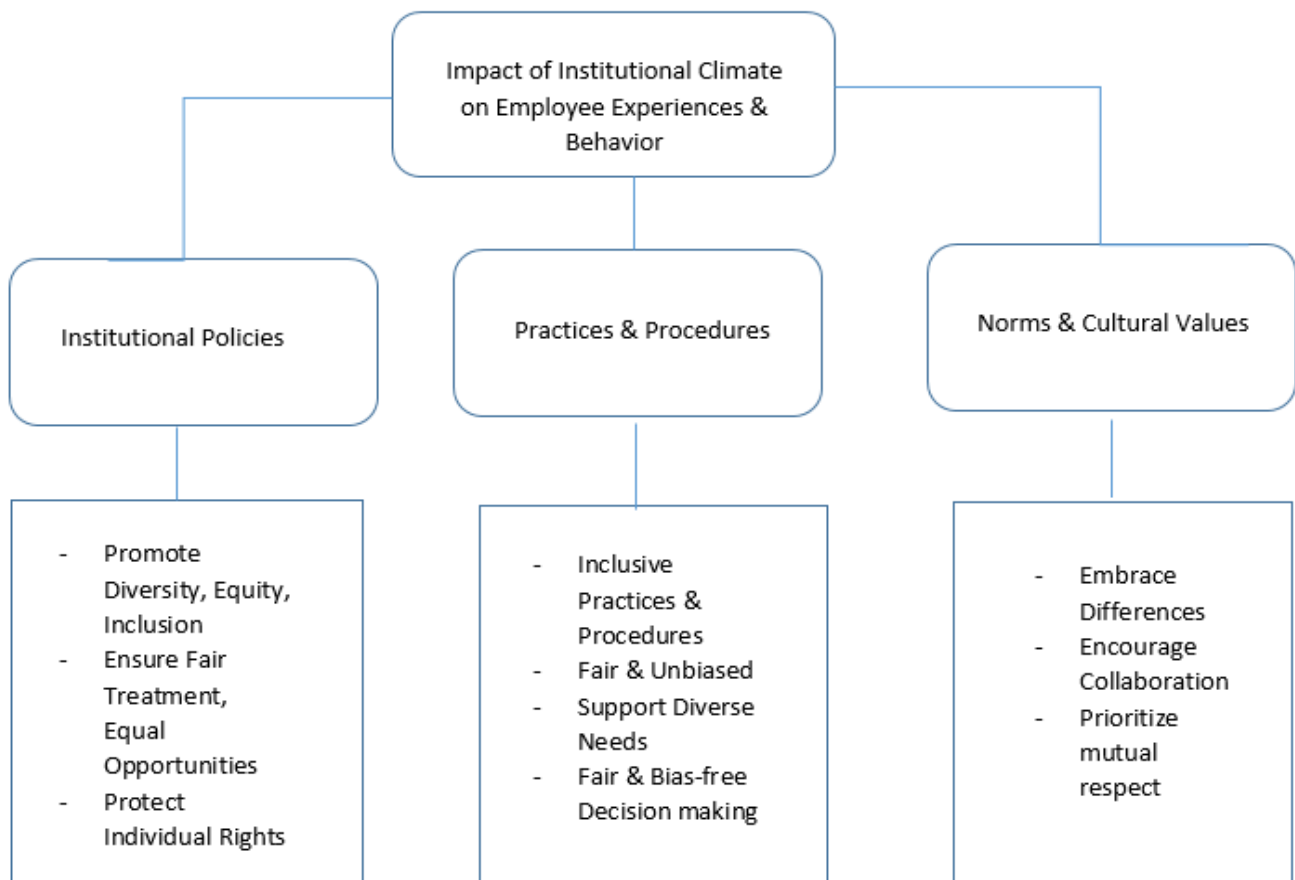 Impact of Institutional Climate
on Employee Experiences &
Behavior
Institutional Policies
Practices & Procedures
Norms & Cultural Values
- Promote
Diversity, Equity,
Inclusion
- Ensure Fair
Treatment,
Equal
Opportunities
- Protect
Individual Rights
- Inclusive
Practices &
Procedures
- Fair & Unbiased
- Support Diverse
Needs
- Fair & Bias-free
Decision making
- Embrace
Differences
- Encourage
Collaboration
- Prioritize
mutual
respect